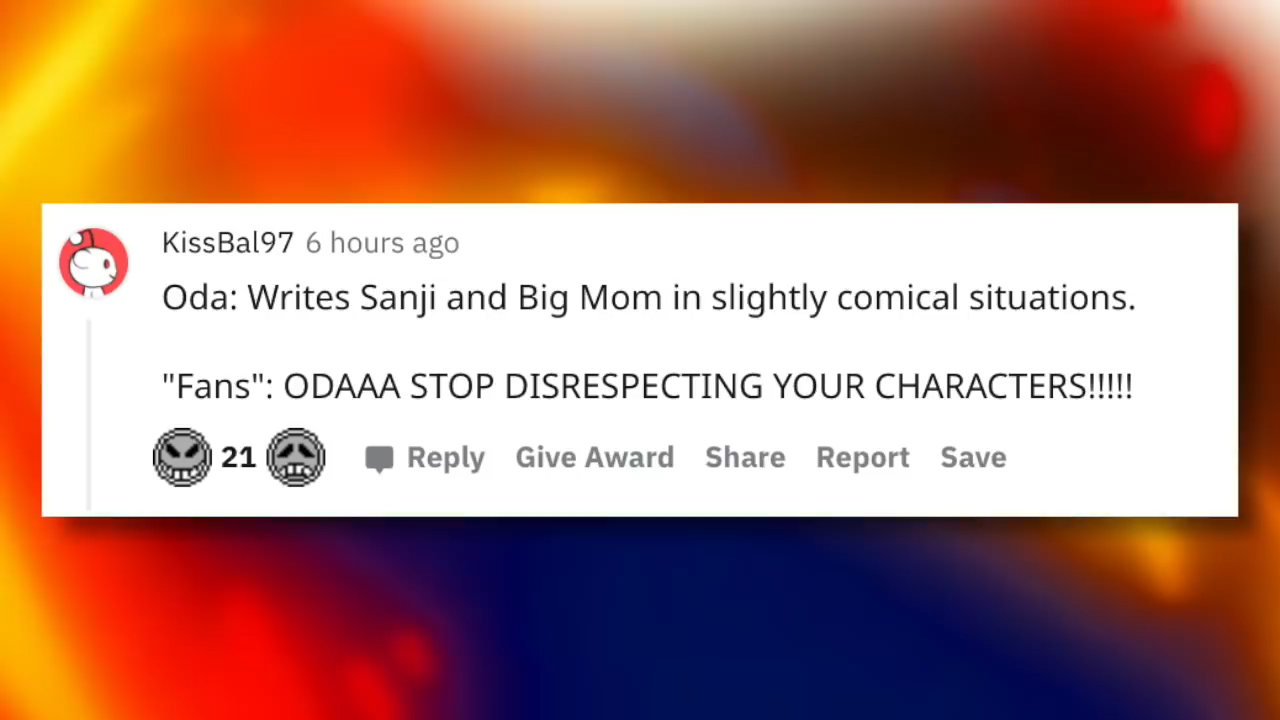 KissBal97 6 hours ago
Oda: Writes Sanji and Big Mom in slightly comical situations.
"Fans": ODAAA STOP DISRESPECTING YOUR CHARACTERS!!!!!
21 Reply Give Award Share Report Save